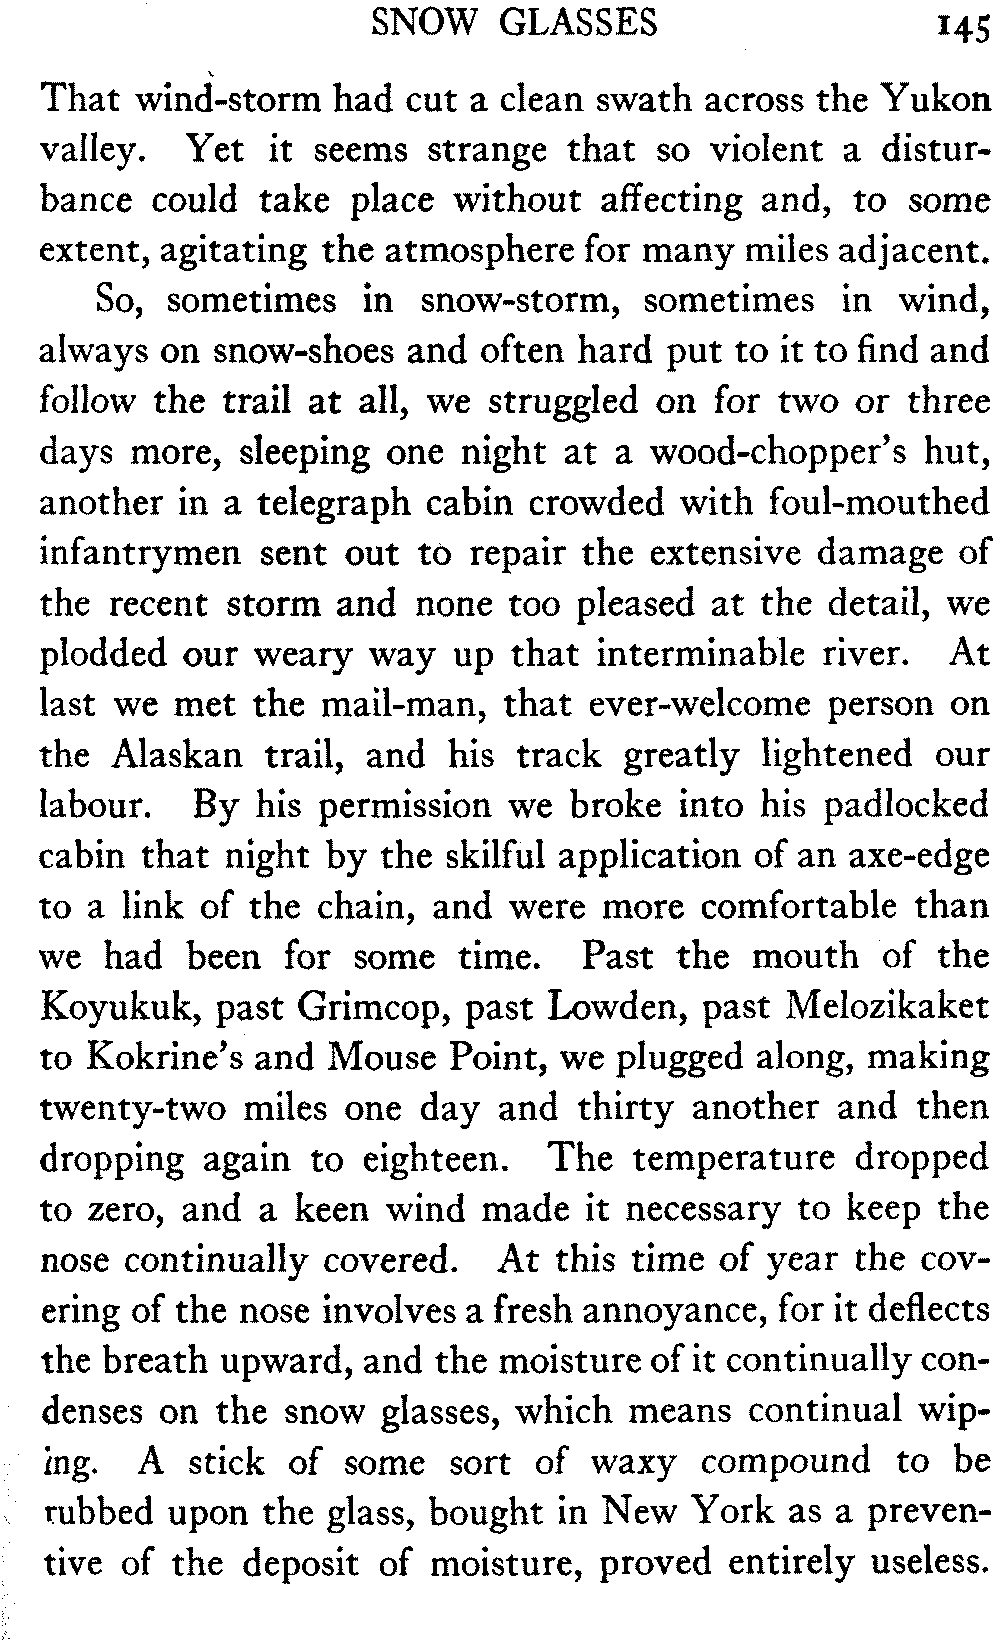 SNOW GLASSES 145
That wind-storm had cut a clean swath across the Yukon
valley. Yet it seems strange that so violent a distur-
bance could take place without affecting and, to some
extent, agitating the atmosphere for many miles adjacent.
So, sometimes in snow-storm, sometimes in wind,
always on snow-shoes and often hard put to it to find and
follow the trail at all, we struggled on for two or three
days more, sleeping one night at a wood-chopper's hut,
another in a telegraph cabin crowded with foul-mouthed
infantrymen sent out to repair the extensive damage of
the recent storm and none too pleased at the detail, we
plodded our weary way up that interminable river. At
last we met the mail-man, that ever-welcome person on
the Alaskan trail, and his track greatly lightened our
labour. By his permission we broke into his padlocked
cabin that night by the skilful application of an axe-edge
to a link of the chain, and were more comfortable than
we had been for some time. Past the mouth of the
Koyukuk, past Grimcop, past Lowden, past Melozikaket
to Kokrine's and Mouse Point, we plugged along, making
twenty-two miles one day and thirty another and then
dropping again to eighteen. The temperature dropped
to zero, and a keen wind made it necessary to keep the
nose continually covered. At this time of year the cov-
ering of the nose involves a fresh annoyance, for it deflects
the breath upward, and the moisture of it continually con-
denses on the snow glasses, which means continual wip-
ing. A stick of some sort of waxy compound to be
rubbed upon the glass, bought in New York as a preven-
tive of the deposit of moisture, proved entirely useless.